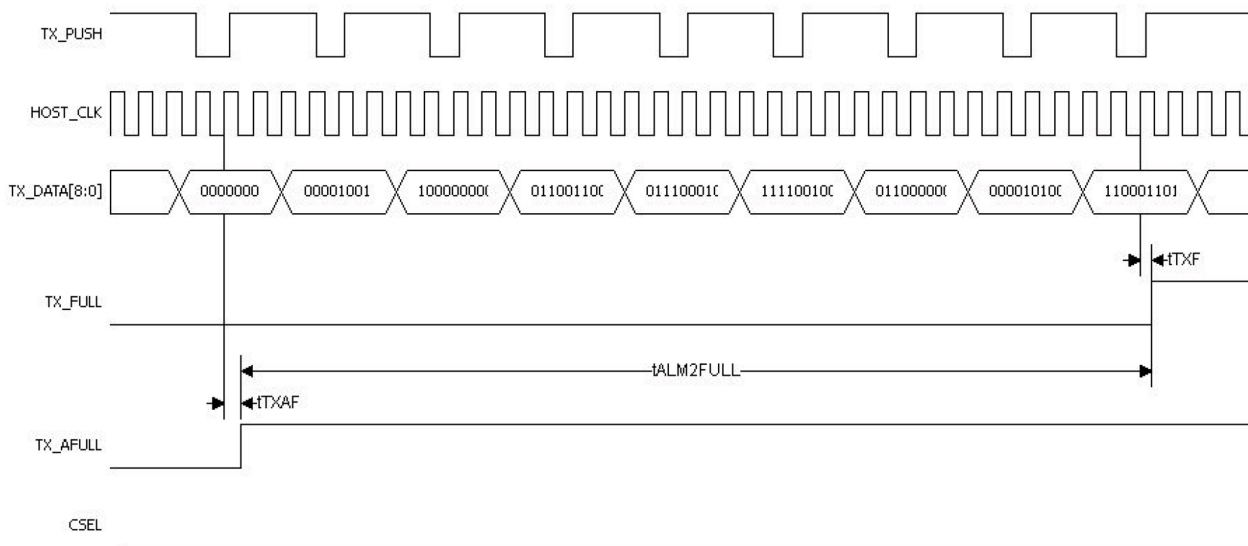 TX_PUSH
HOST_CLK
TX_DATA[8:0] 0000000 00001001 10000000( 01100110( 01110001( 11110010( 01100000( 00001010( 110001101
tTXF
TX_FULL
tALM2FULL
tTXAF
TX_AFULL
CSEL